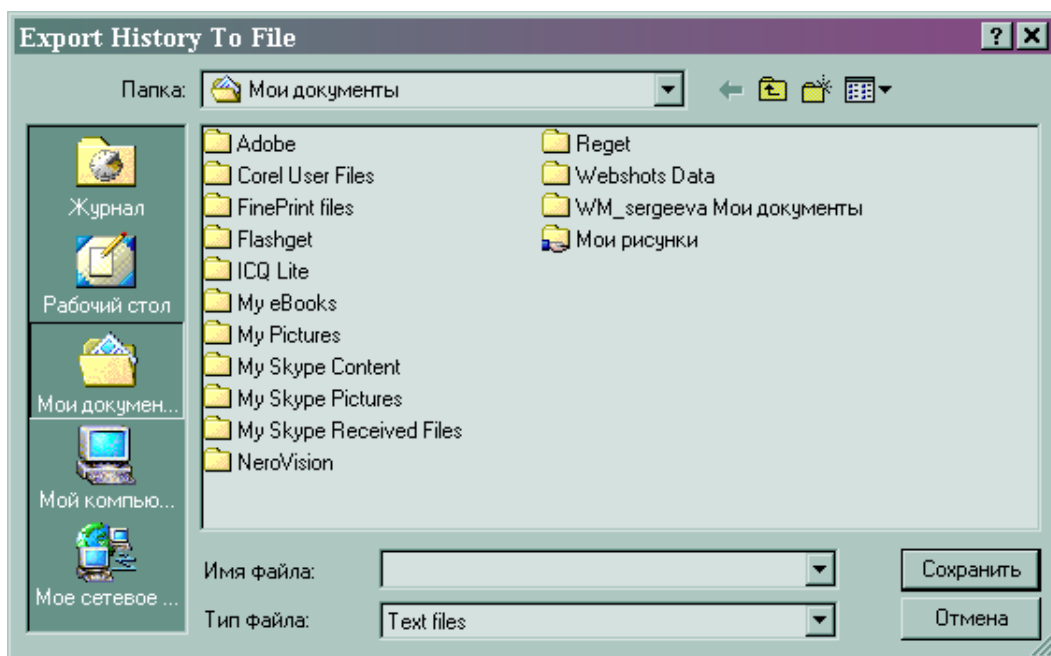 Export History To File
Папка: Мои документы
Журнал
Рабочий стол
Мои докумен...
Мой компью...
Мое сетевое ...
Adobe
Corel User Files
FinePrint files
Flashget
ICQ Lite
My eBooks
My Pictures
My Skype Content
My Skype Pictures
My Skype Received Files
NeroVision
Reget
Webshots Data
WM_sergeeva Мои документы
Мои рисунки
Имя файла:
Сохранить
Тип файла: Text files
Отмена